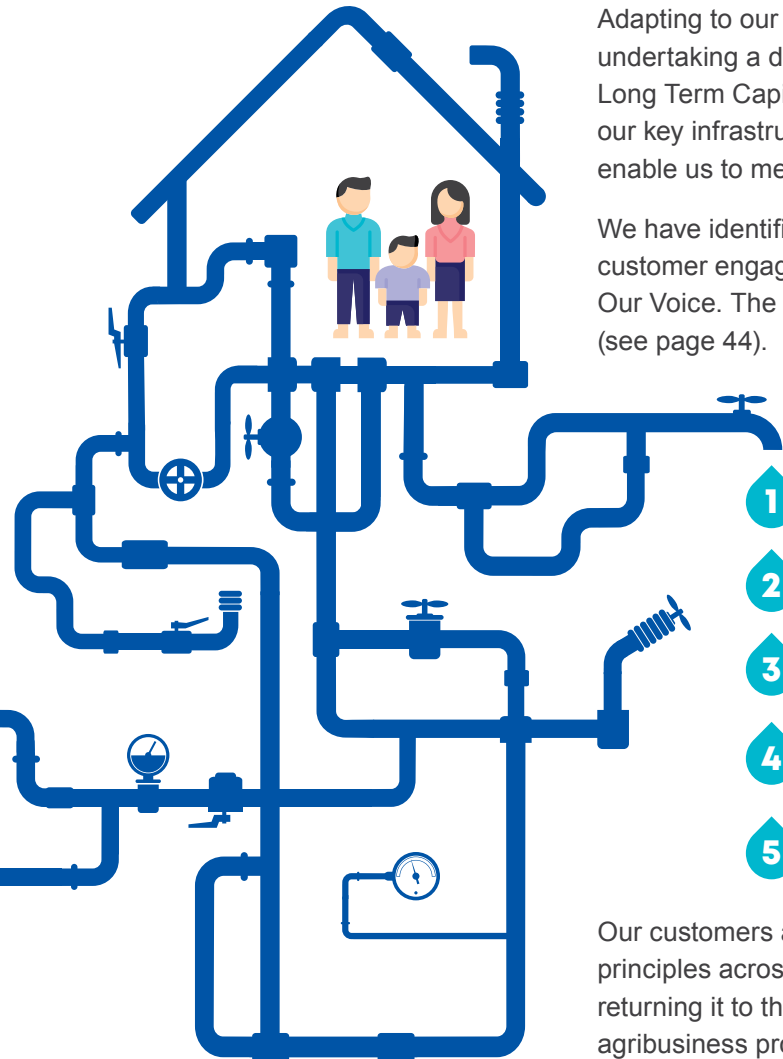 Adapting to our
undertaking a d
Long Term Cap
our key infrastru
enable us to me
We have identifi
customer engag
Our Voice. The
(see page 44).
1
2
3
4
5
Our customers a
principles acros
returning it to th
agribusiness pro